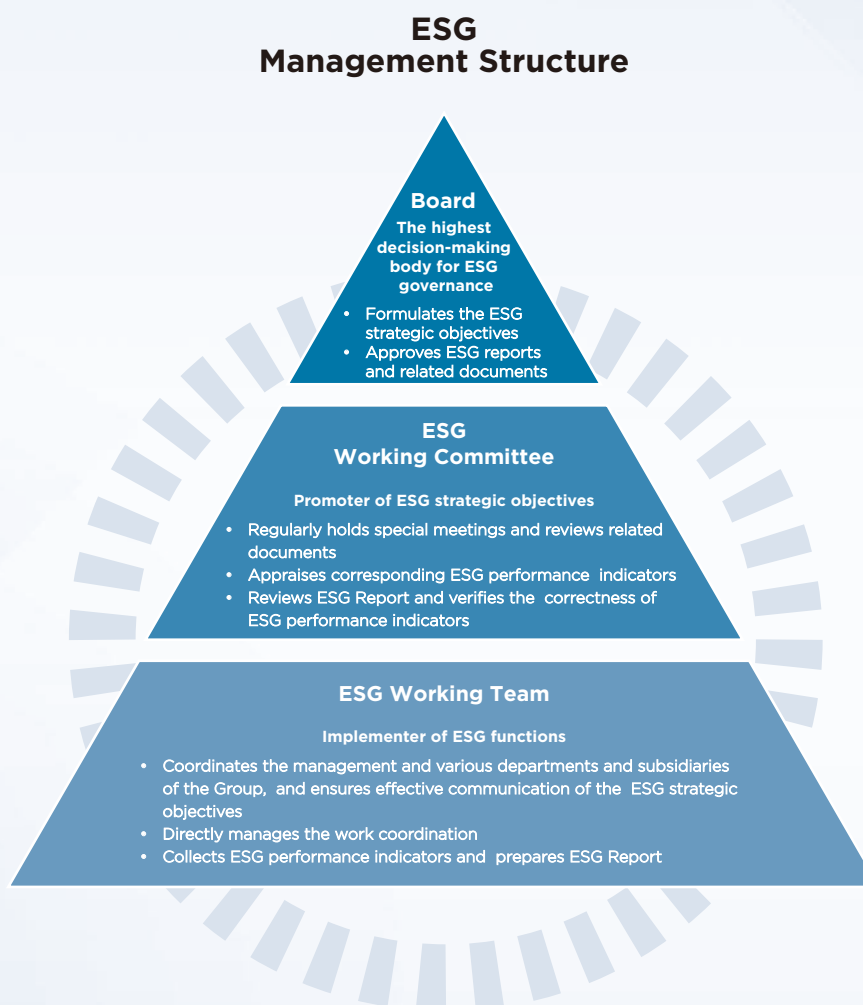 ESG
Management Structure
Board
The highest
decision-making
body for ESG
governance
• Formulates the ESG
strategic objectives
• Approves ESG reports
and related documents
ESG
Working Committee
Promoter of ESG strategic objectives
• Regularly holds special meetings and reviews related
documents
• Appraises corresponding ESG performance indicators
• Reviews ESG Report and verifies the correctness of
ESG performance indicators
ESG Working Team
Implementer of ESG functions
• Coordinates the management and various departments and subsidiaries
of the Group, and ensures effective communication of the ESG strategic
objectives
• Directly manages the work coordination
• Collects ESG performance indicators and prepares ESG Report